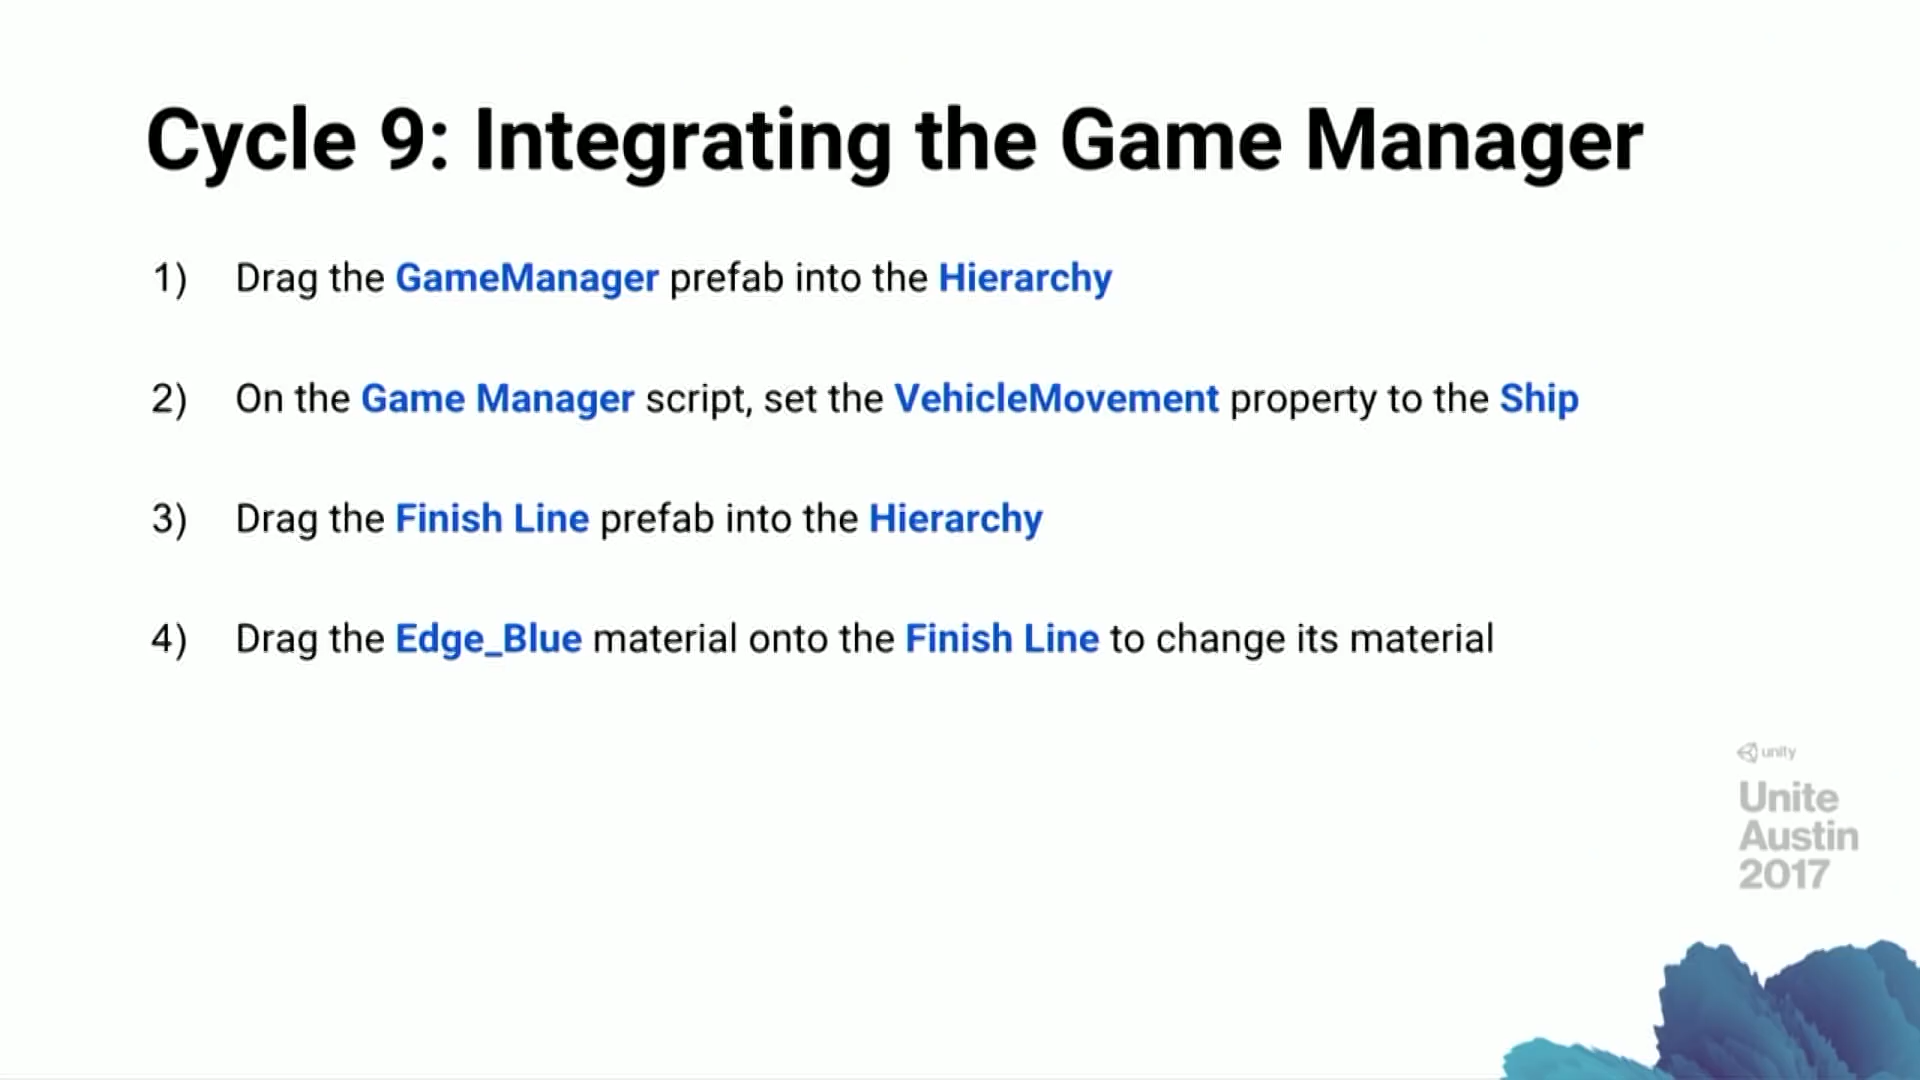 Cycle 9: Integrating the Game Manager
1) Drag the GameManager prefab into the Hierarchy
2) On the Game Manager script, set the VehicleMovement property to the Ship
3) Drag the Finish Line prefab into the Hierarchy
4) Drag the Edge_Blue material onto the Finish Line to change its material
unity
Unite
Austin
2017